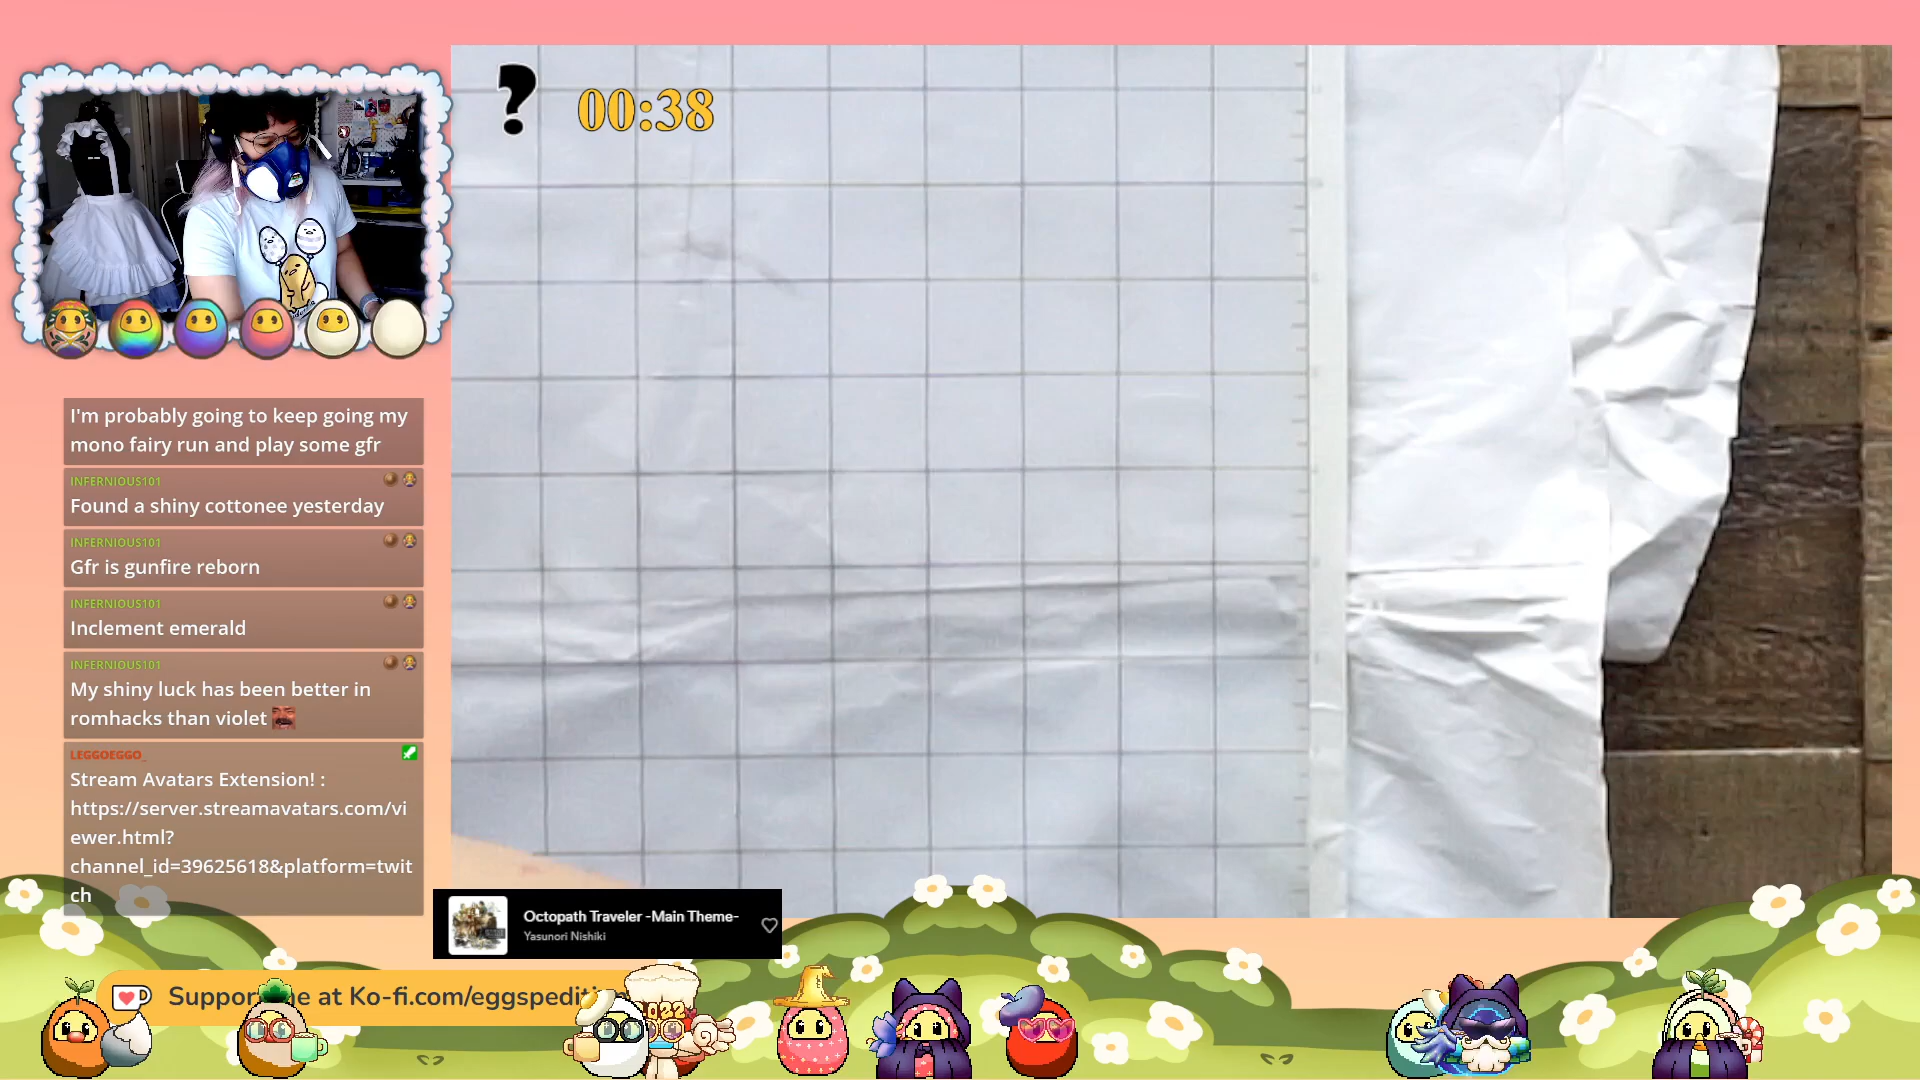 ? 00:38
I'm probably going to keep going my
mono fairy run and play some gfr
INFERNIOUS101
Found a shiny cottonee yesterday
INFERNIOUS101
Gfr is gunfire reborn
INFERNIOUS101
Inclement emerald
INFERNIOUS101
My shiny luck has been better in
romhacks than violet
LEGGOEGGO_
Stream Avatars Extension! :
https://server.streamavatars.com/vi
ewer.html?
channel_id=39625618&platform=twit
ch
Octopath Traveler -Main Theme-
Yasunori Nishiki
at Ko-fi.com/eggspediti
2022